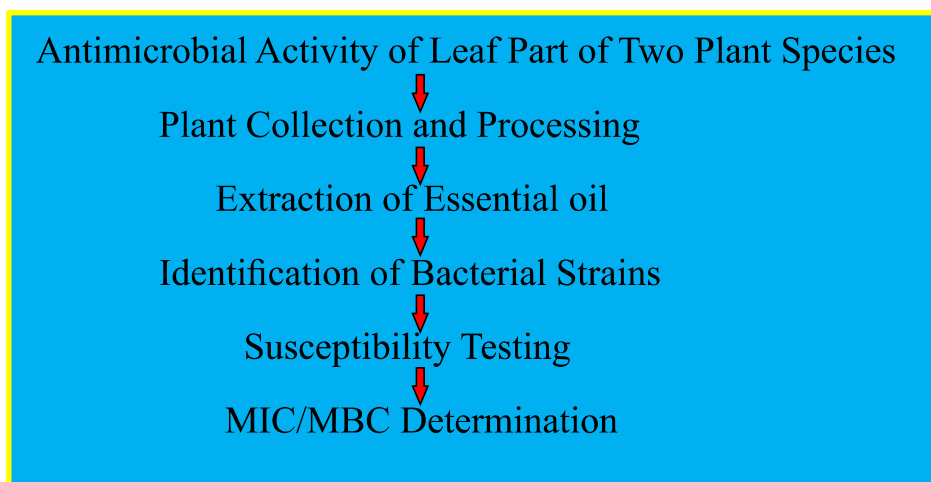 Antimicrobial Activity of Leaf Part of Two Plant Species
Plant Collection and Processing
Extraction of Essential oil
Identification of Bacterial Strains
Susceptibility Testing
MIC/MBC Determination